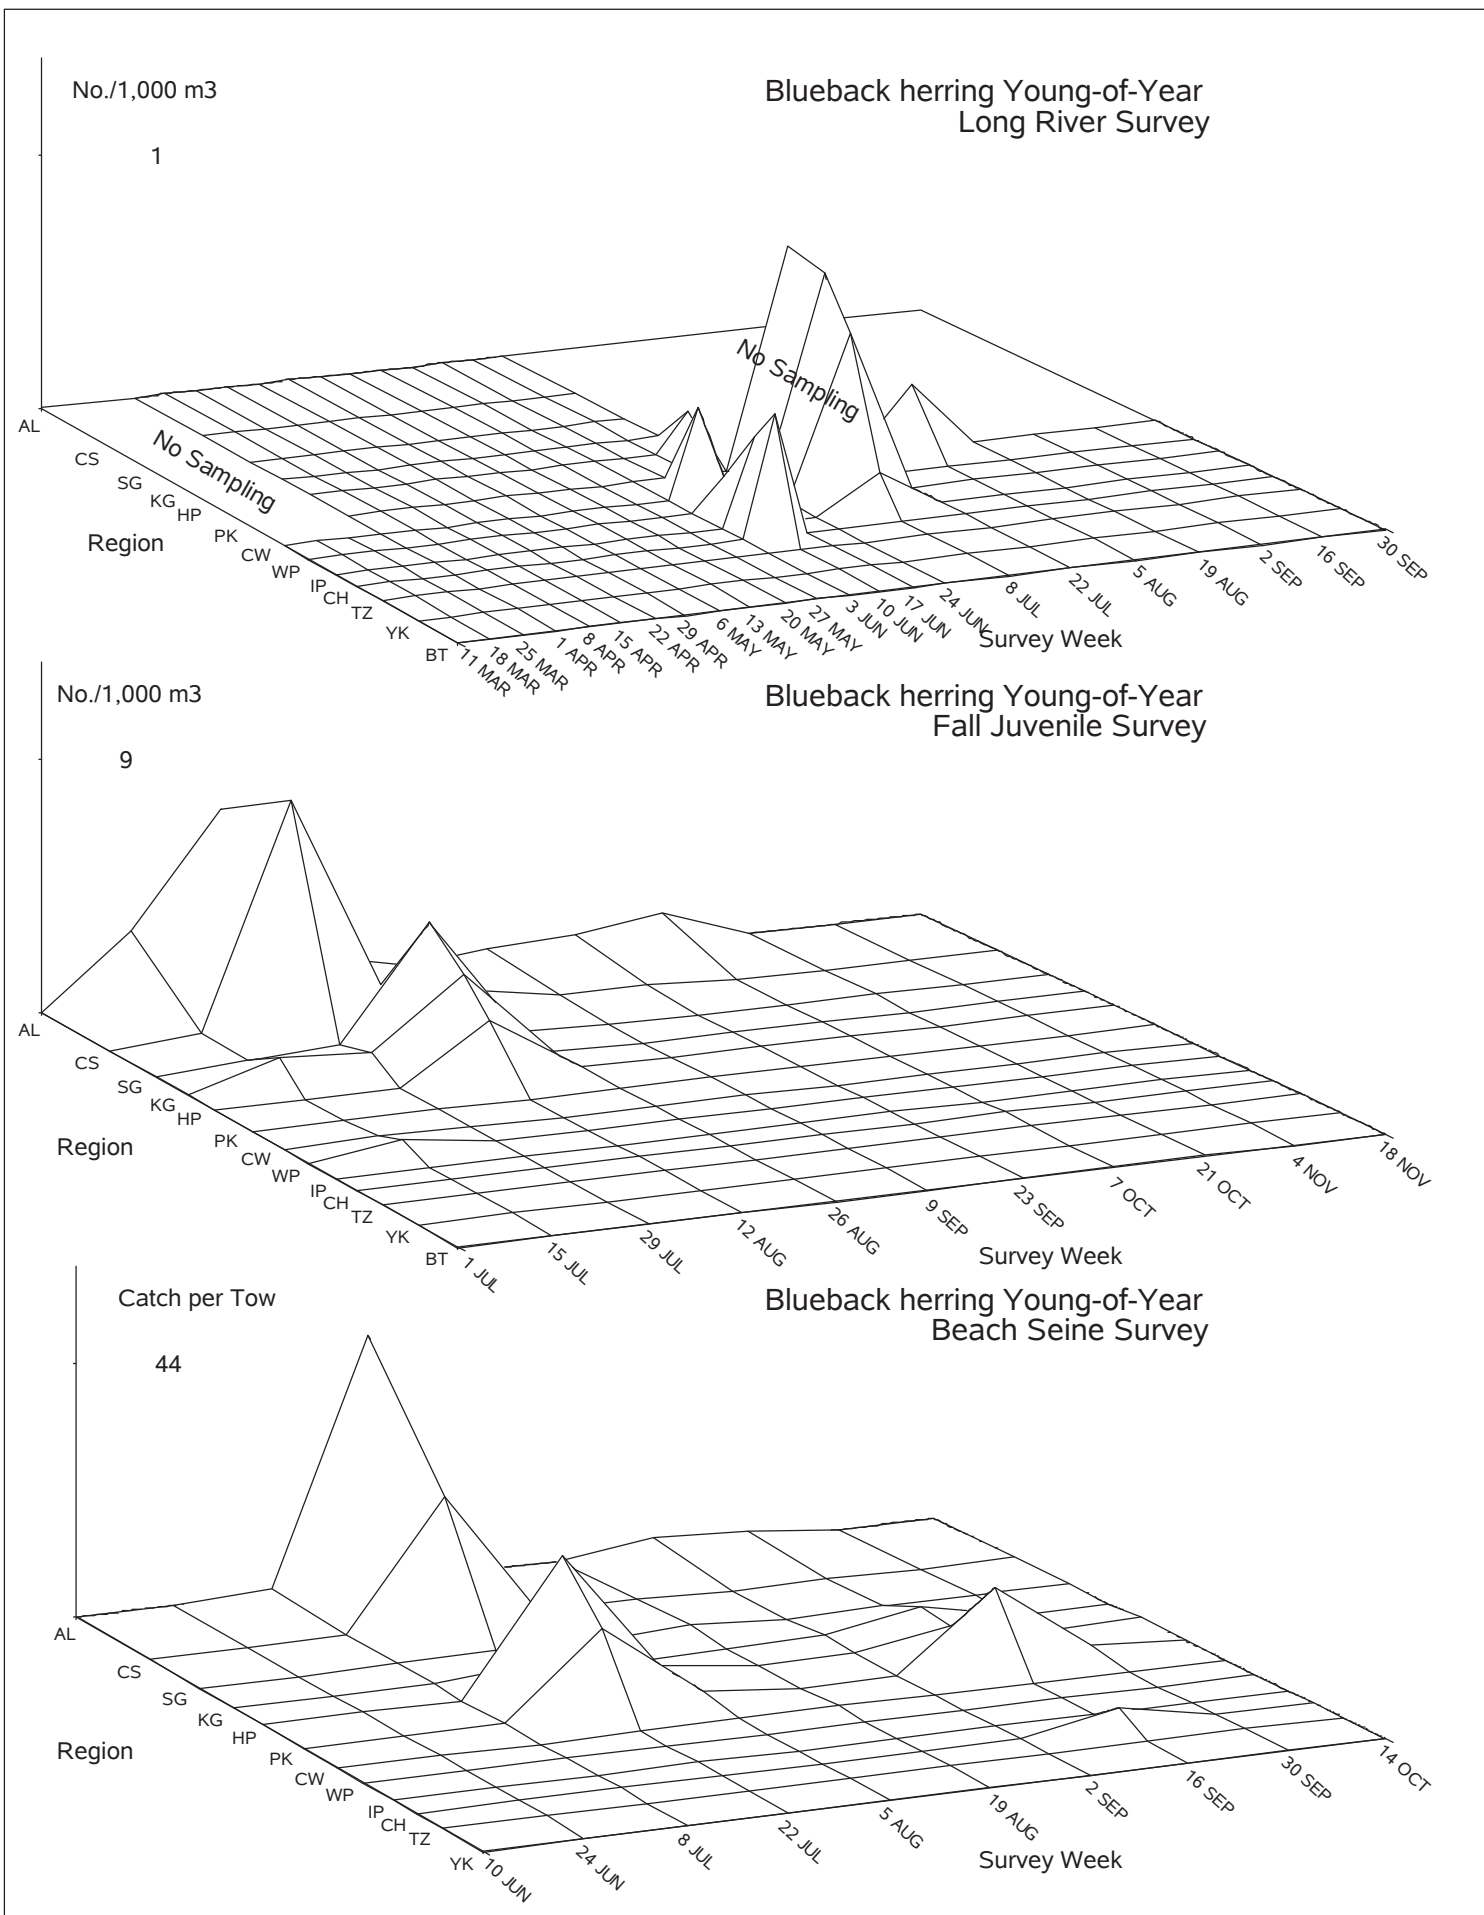 No./1,000 m3
Blueback herring Young-of-Year
Long River Survey
1
No Sampling
No Sampling
AL
CS
SG
KG
HP
PK
CW
WP
IP
CH
TZ
YK
BT
Region
11 MAR
18 MAR
25 MAR
1 APR
8 APR
15 APR
22 APR
29 APR
6 MAY
13 MAY
20 MAY
27 MAY
3 JUN
10 JUN
17 JUN
24 JUN
8 JUL
22 JUL
5 AUG
19 AUG
2 SEP
16 SEP
30 SEP
Survey Week
No./1,000 m3
Blueback herring Young-of-Year
Fall Juvenile Survey
9
AL
CS
SG
KG
HP
PK
CW
WP
IP
CH
TZ
YK
BT
Region
1 JUL
15 JUL
29 JUL
12 AUG
26 AUG
9 SEP
23 SEP
7 OCT
21 OCT
4 NOV
18 NOV
Survey Week
Catch per Tow
Blueback herring Young-of-Year
Beach Seine Survey
44
AL
CS
SG
KG
HP
PK
CW
WP
IP
CH
TZ
YK
Region
10 JUN
24 JUN
8 JUL
22 JUL
5 AUG
19 AUG
2 SEP
16 SEP
30 SEP
14 OCT
Survey Week